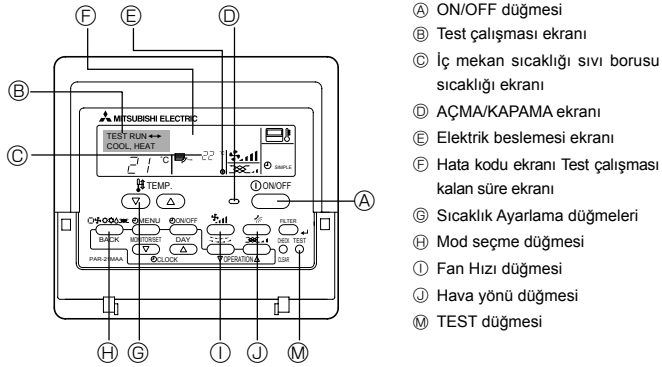 Ⓕ Ⓔ Ⓓ
Ⓑ
Ⓒ
Ⓐ
MITSUBISHI ELECTRIC
TEST RUN ↔
COOL, HEAT
21 °C
22 °C
SIMPLE
TEMP.
ON/OFF
MENU
ON/OFF
FILTER
BACK
MONITOR/SET
DAY
CHECK
TEST
PAR-21MAA
CLOCK
▽ OPERATION △
CLEAR
Ⓗ Ⓖ Ⓘ Ⓙ Ⓜ
Ⓐ ON/OFF düğmesi
Ⓑ Test çalışması ekranı
Ⓒ İç mekan sıcaklığı sıvı borusu
sıcaklığı ekranı
Ⓓ AÇMA/KAPAMA ekranı
Ⓔ Elektrik beslemesi ekranı
Ⓕ Hata kodu ekranı Test çalışması
kalan süre ekranı
Ⓖ Sıcaklık Ayarlama düğmeleri
Ⓗ Mod seçme düğmesi
Ⓘ Fan Hızı düğmesi
Ⓙ Hava yönü düğmesi
Ⓜ TEST düğmesi